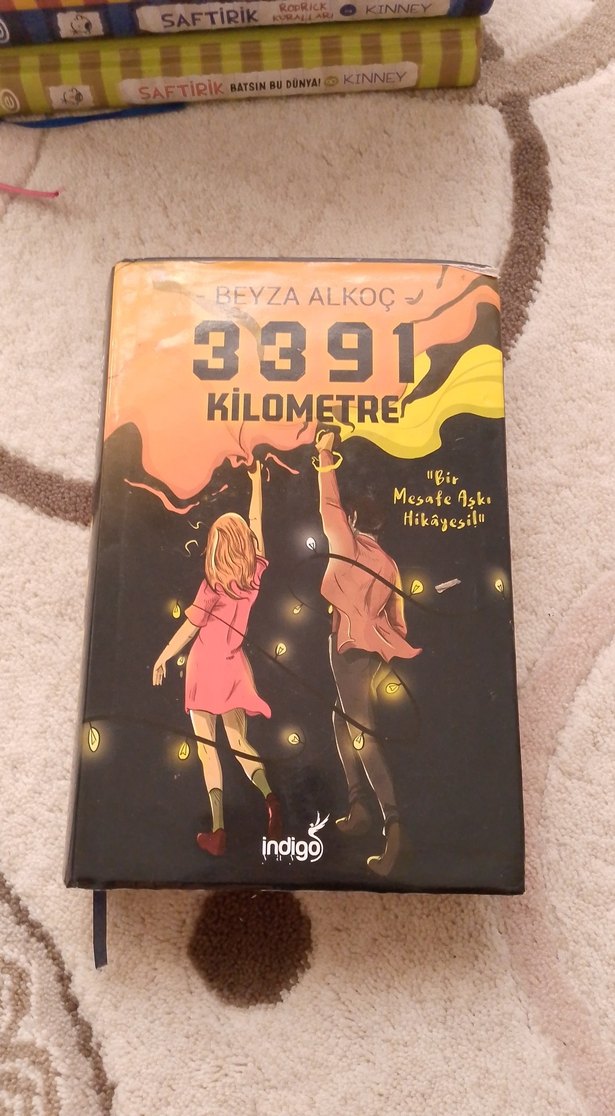 SAFTİRİK RODRICK KURALLARI KINNEY
SAFTİRİK BATSIN BU DÜNYA! KINNEY
- BEYZA ALKOÇ -
3391
KİLOMETRE
"Bir
Mesafe Aşkı
Hikâyesi!"
indigo